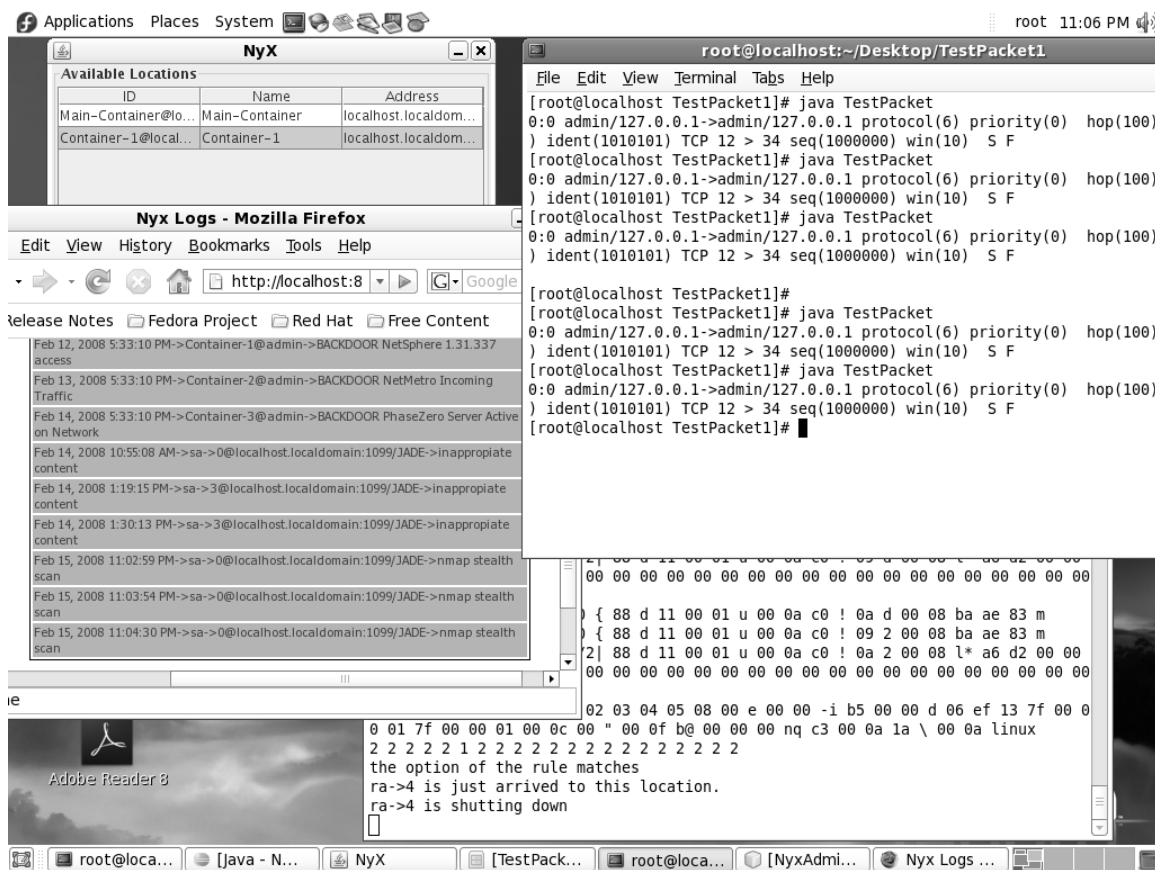 Applications Places System
root 11:06 PM
NyX
Available Locations
ID Name Address
Main-Container@lo... Main-Container localhost.localdom...
Container-1@local... Container-1 localhost.localdom...
root@localhost:~/Desktop/TestPacket1
File Edit View Terminal Tabs Help
[root@localhost TestPacket1]# java TestPacket
0:0 admin/127.0.0.1->admin/127.0.0.1 protocol(6) priority(0) hop(100)
) ident(1010101) TCP 12 > 34 seq(1000000) win(10) S F
[root@localhost TestPacket1]# java TestPacket
0:0 admin/127.0.0.1->admin/127.0.0.1 protocol(6) priority(0) hop(100)
) ident(1010101) TCP 12 > 34 seq(1000000) win(10) S F
[root@localhost TestPacket1]# java TestPacket
0:0 admin/127.0.0.1->admin/127.0.0.1 protocol(6) priority(0) hop(100)
) ident(1010101) TCP 12 > 34 seq(1000000) win(10) S F
[root@localhost TestPacket1]#
[root@localhost TestPacket1]# java TestPacket
0:0 admin/127.0.0.1->admin/127.0.0.1 protocol(6) priority(0) hop(100)
) ident(1010101) TCP 12 > 34 seq(1000000) win(10) S F
[root@localhost TestPacket1]# java TestPacket
0:0 admin/127.0.0.1->admin/127.0.0.1 protocol(6) priority(0) hop(100)
) ident(1010101) TCP 12 > 34 seq(1000000) win(10) S F
[root@localhost TestPacket1]#
Nyx Logs - Mozilla Firefox
Edit View History Bookmarks Tools Help
http://localhost:8 G Google
Release Notes Fedora Project Red Hat Free Content
Feb 12, 2008 5:33:10 PM->Container-1@admin->BACKDOOR NetSphere 1.31.337
access
Feb 13, 2008 5:33:10 PM->Container-2@admin->BACKDOOR NetMetro Incoming
Traffic
Feb 14, 2008 5:33:10 PM->Container-3@admin->BACKDOOR PhaseZero Server Active
on Network
Feb 14, 2008 10:55:08 AM->sa->0@localhost.localdomain:1099/JADE->inappropiate
content
Feb 14, 2008 1:19:15 PM->sa->3@localhost.localdomain:1099/JADE->inappropiate
content
Feb 14, 2008 1:30:13 PM->sa->3@localhost.localdomain:1099/JADE->inappropiate
content
Feb 15, 2008 11:02:59 PM->sa->0@localhost.localdomain:1099/JADE->nmap stealth
scan
Feb 15, 2008 11:03:54 PM->sa->0@localhost.localdomain:1099/JADE->nmap stealth
scan
Feb 15, 2008 11:04:30 PM->sa->0@localhost.localdomain:1099/JADE->nmap stealth
scan
00 00 00 00 00 00 00 00 00 00 00 00 00 00 00 00 00 00 00
{ 88 d 11 00 01 u 00 0a c0 ! 0a d 00 08 ba ae 83 m
{ 88 d 11 00 01 u 00 0a c0 ! 09 2 00 08 ba ae 83 m
2| 88 d 11 00 01 u 00 0a c0 ! 0a 2 00 08 l* a6 d2 00 00
00 00 00 00 00 00 00 00 00 00 00 00 00 00 00 00 00 00 00
02 03 04 05 08 00 e 00 00 -i b5 00 00 d 06 ef 13 7f 00 0
0 01 7f 00 00 01 00 0c 00 " 00 0f b@ 00 00 00 nq c3 00 0a 1a \ 00 0a linux
2 2 2 2 2 1 2 2 2 2 2 2 2 2 2 2 2 2 2 2 2
the option of the rule matches
ra->4 is just arrived to this location.
ra->4 is shutting down
Adobe Reader 8
root@loca... [Java - N... NyX [TestPack... root@loca... [NyxAdmi... Nyx Logs ...